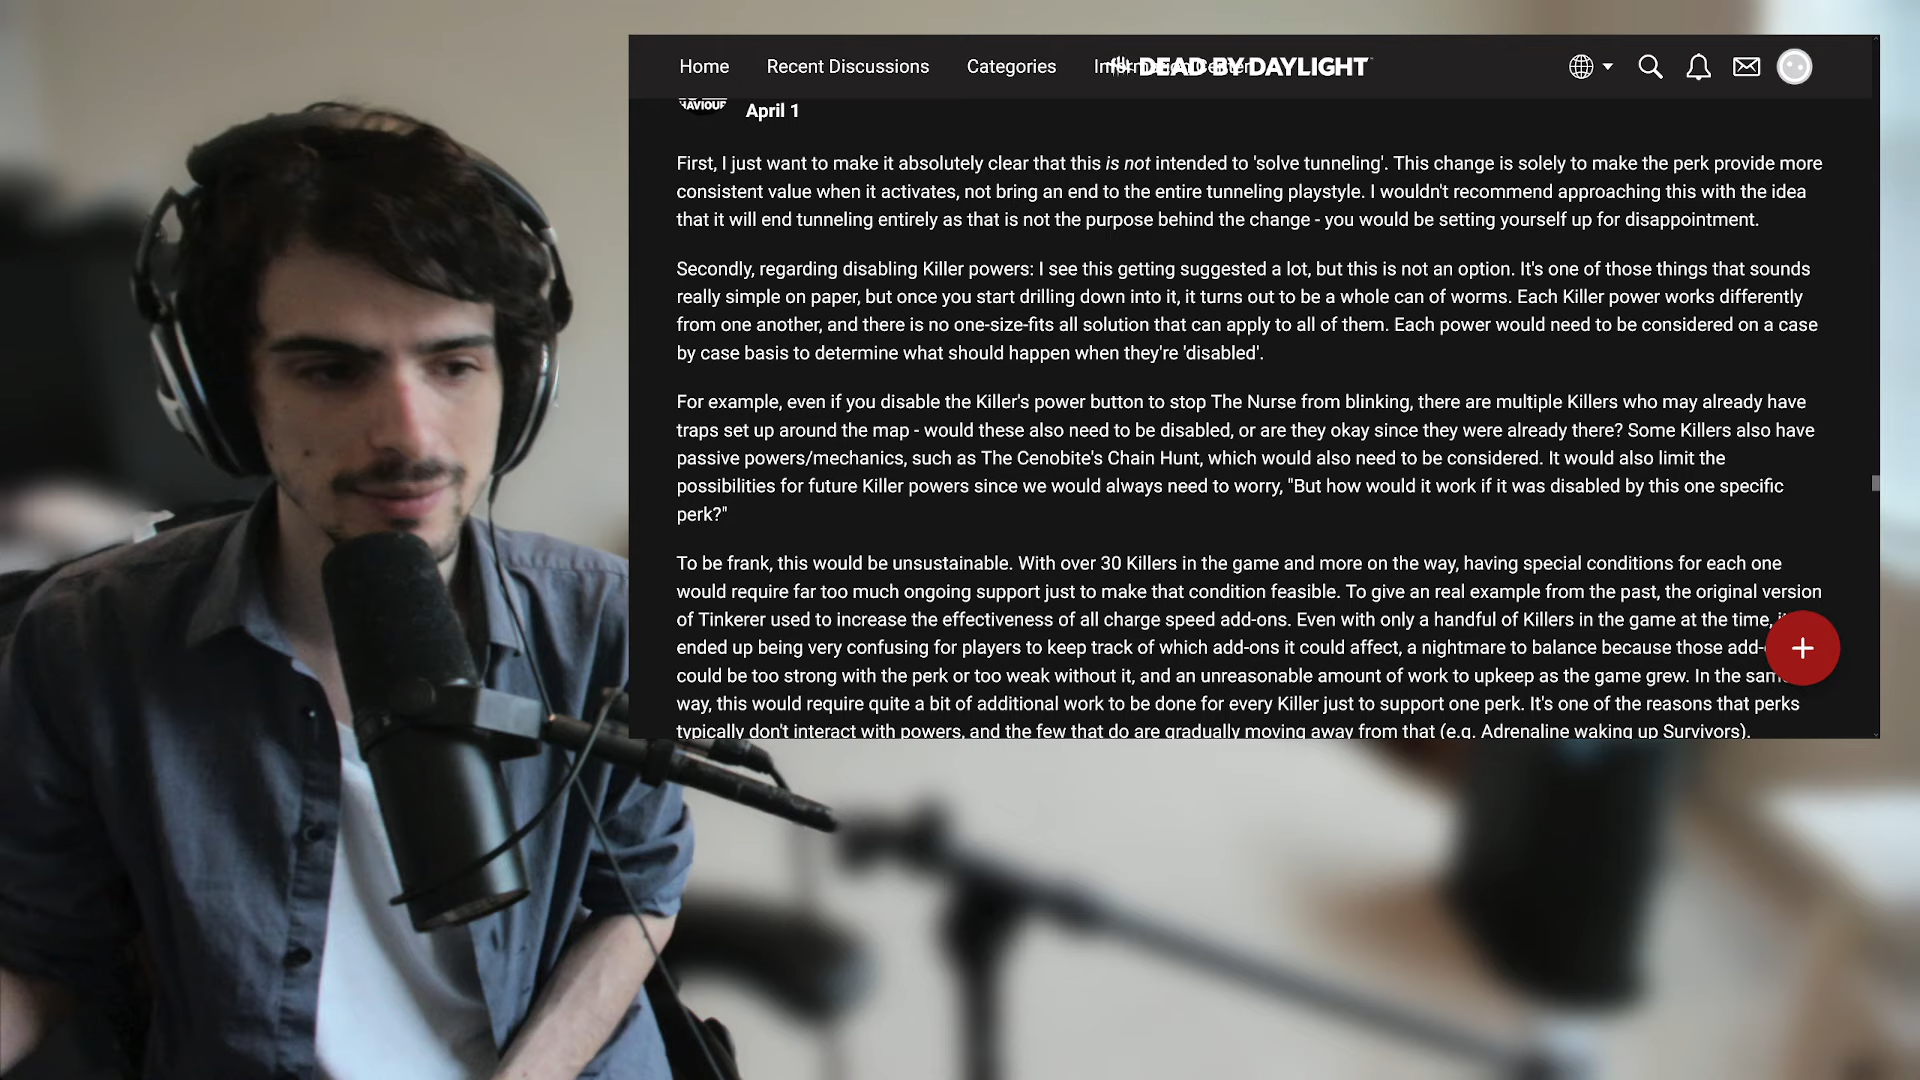 Home Recent Discussions Categories DEAD BY DAYLIGHT
April 1
First, I just want to make it absolutely clear that this is not intended to 'solve tunneling'. This change is solely to make the perk provide more
consistent value when it activates, not bring an end to the entire tunneling playstyle. I wouldn't recommend approaching this with the idea
that it will end tunneling entirely as that is not the purpose behind the change - you would be setting yourself up for disappointment.
Secondly, regarding disabling Killer powers: I see this getting suggested a lot, but this is not an option. It's one of those things that sounds
really simple on paper, but once you start drilling down into it, it turns out to be a whole can of worms. Each Killer power works differently
from one another, and there is no one-size-fits all solution that can apply to all of them. Each power would need to be considered on a case
by case basis to determine what should happen when they're 'disabled'.
For example, even if you disable the Killer's power button to stop The Nurse from blinking, there are multiple Killers who may already have
traps set up around the map - would these also need to be disabled, or are they okay since they were already there? Some Killers also have
passive powers/mechanics, such as The Cenobite's Chain Hunt, which would also need to be considered. It would also limit the
possibilities for future Killer powers since we would always need to worry, "But how would it work if it was disabled by this one specific
perk?"
To be frank, this would be unsustainable. With over 30 Killers in the game and more on the way, having special conditions for each one
would require far too much ongoing support just to make that condition feasible. To give an real example from the past, the original version
of Tinkerer used to increase the effectiveness of all charge speed add-ons. Even with only a handful of Killers in the game at the time,
ended up being very confusing for players to keep track of which add-ons it could affect, a nightmare to balance because those add-
could be too strong with the perk or too weak without it, and an unreasonable amount of work to upkeep as the game grew. In the
way, this would require quite a bit of additional work to be done for every Killer just to support one perk. It's one of the reasons that perks
typically don't interact with powers, and the few that do are gradually moving away from that (e.g. Adrenaline waking up Survivors).